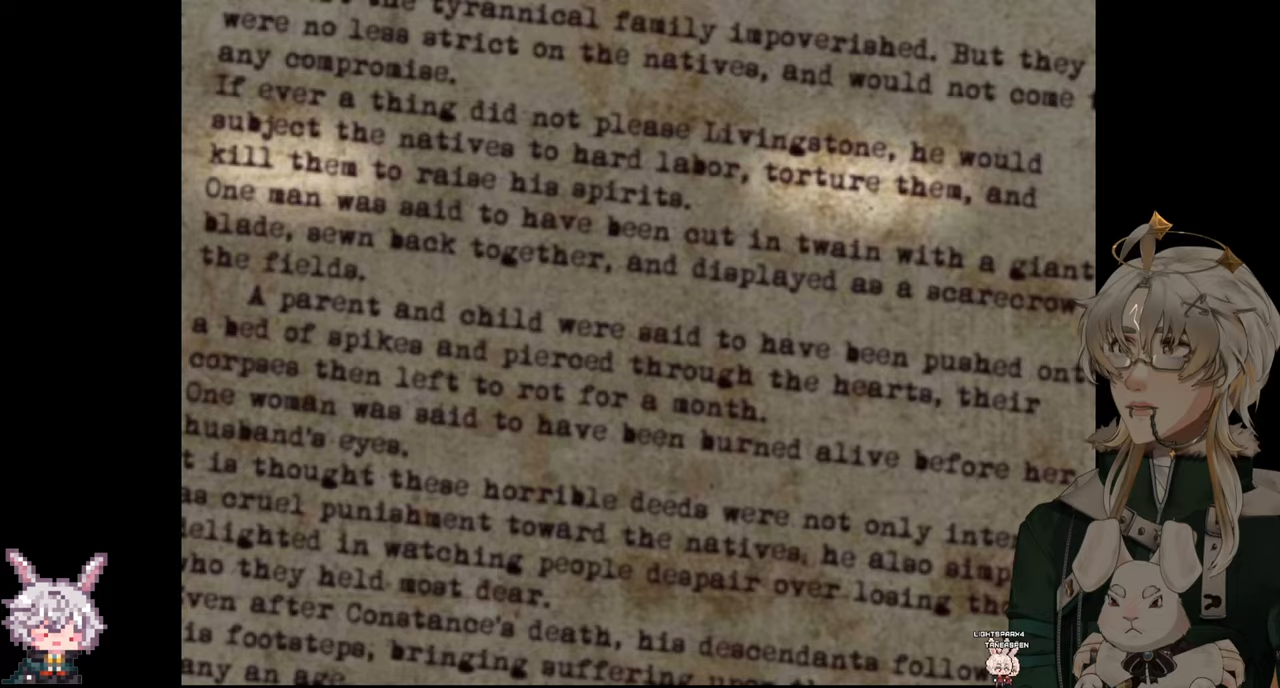 the tyrannical family impoverished. But they
were no less strict on the natives, and would not come
any compromise.
If ever a thing did not please Livingstone, he would
subject the natives to hard labor, torture them, and
kill them to raise his spirits.
One man was said to have been cut in twain with a giant
blade, sewn back together, and displayed as a scarecrow
the fields.
A parent and child were said to have been pushed ont
a bed of spikes and pierced through the hearts, their
corpses then left to rot for a month.
One woman was said to have been burned alive before her
husband's eyes.
t is thought these horrible deeds were not only inte
as cruel punishment toward the natives, he also simp
elighted in watching people despair over losing tho
who they held most dear.
ven after Constance's death, his descendants follow
is footsteps, bringing suffering upon
any an age
LIGHTSPARK4
TANEASPEN